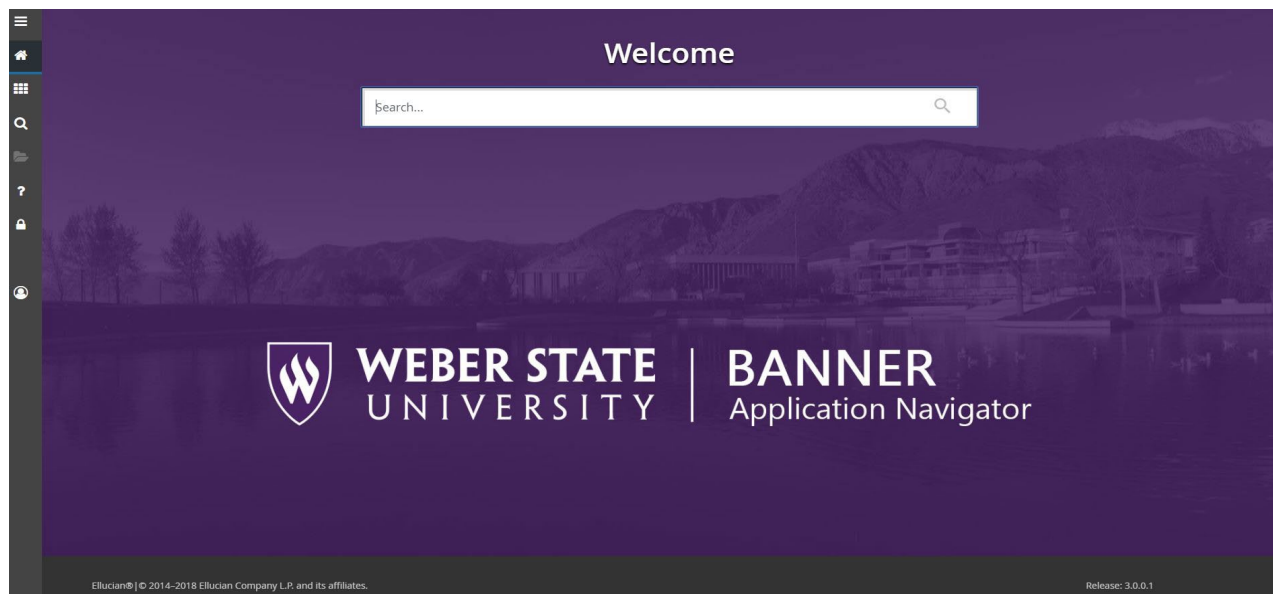 Welcome
Search...
WEBER STATE
UNIVERSITY
BANNER
Application Navigator
Ellucian®|© 2014–2018 Ellucian Company L.P. and its affiliates.
Release: 3.0.0.1